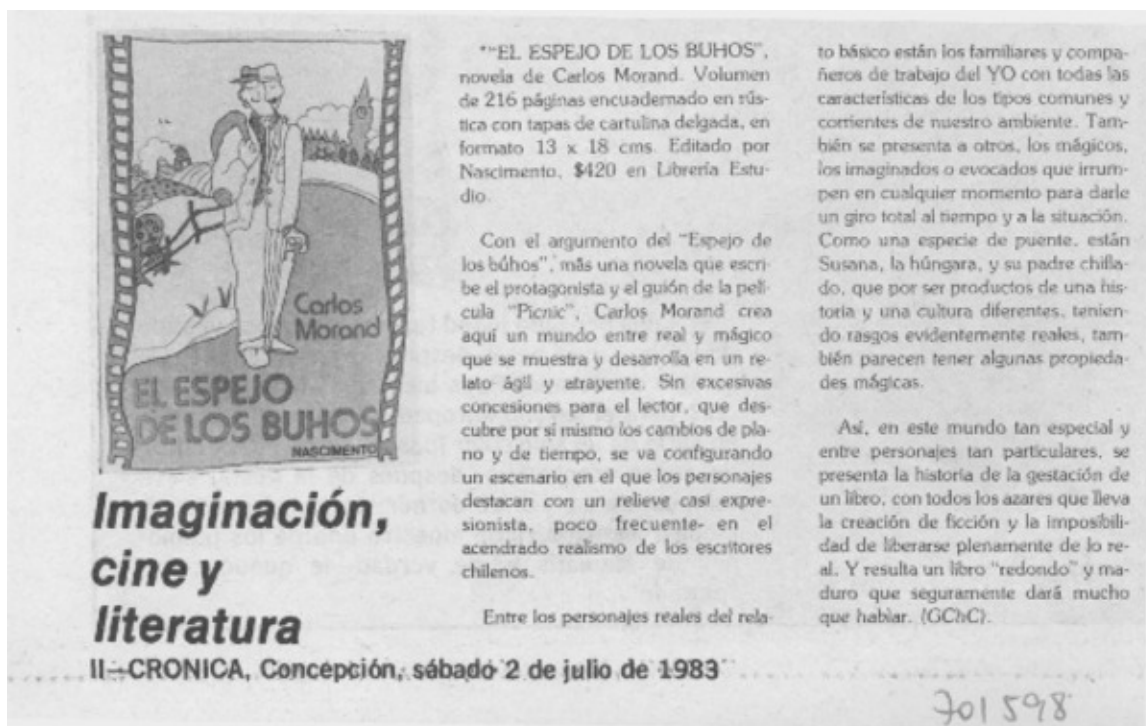 Carlos
Morand
EL ESPEJO
DE LOS BUHOS
NASCIMENTO
Imaginación,
cine y
literatura
"EL ESPEJO DE LOS BUHOS",
novela de Carlos Morand. Volumen
de 216 páginas encuadernado en rús-
tica con tapas de cartulina delgada, en
formato 13 x 18 cms. Editado por
Nascimento, $420 en Librería Estu-
dio.
Con el argumento del "Espejo de
los búhos", más una novela que escri-
be el protagonista y el guión de la pelí-
cula "Picnic", Carlos Morand crea
aquí un mundo entre real y mágico
que se muestra y desarrolla en un re-
lato ágil y atrayente. Sin excesivas
concesiones para el lector, que des-
cubre por sí mismo los cambios de pla-
no y de tiempo, se va configurando
un escenario en el que los personajes
destacan con un relieve casi expre-
sionista, poco frecuente- en el
acendrado realismo de los escritores
chilenos.
Entre los personajes reales del rela-
to básico están los familiares y compa-
ñeros de trabajo del YO con todas las
características de los tipos comunes y
corrientes de nuestro ambiente. Tam-
bién se presenta a otros, los mágicos,
los imaginados o evocados que irrum-
pen en cualquier momento para darle
un giro total al tiempo y a la situación.
Como una especie de puente, están
Susana, la húngara, y su padre chifla-
do, que por ser productos de una his-
toria y una cultura diferentes, tenien-
do rasgos evidentemente reales, tam-
bién parecen tener algunas propieda-
des mágicas.
Así, en este mundo tan especial y
entre personajes tan particulares, se
presenta la historia de la gestación de
un libro, con todos los azares que lleva
la creación de ficción y la imposibili-
dad de liberarse plenamente de lo re-
al. Y resulta un libro "redondo" y ma-
duro que seguramente dará mucho
que hablar. (GChC).
II—CRONICA, Concepción, sábado 2 de julio de 1983
701598